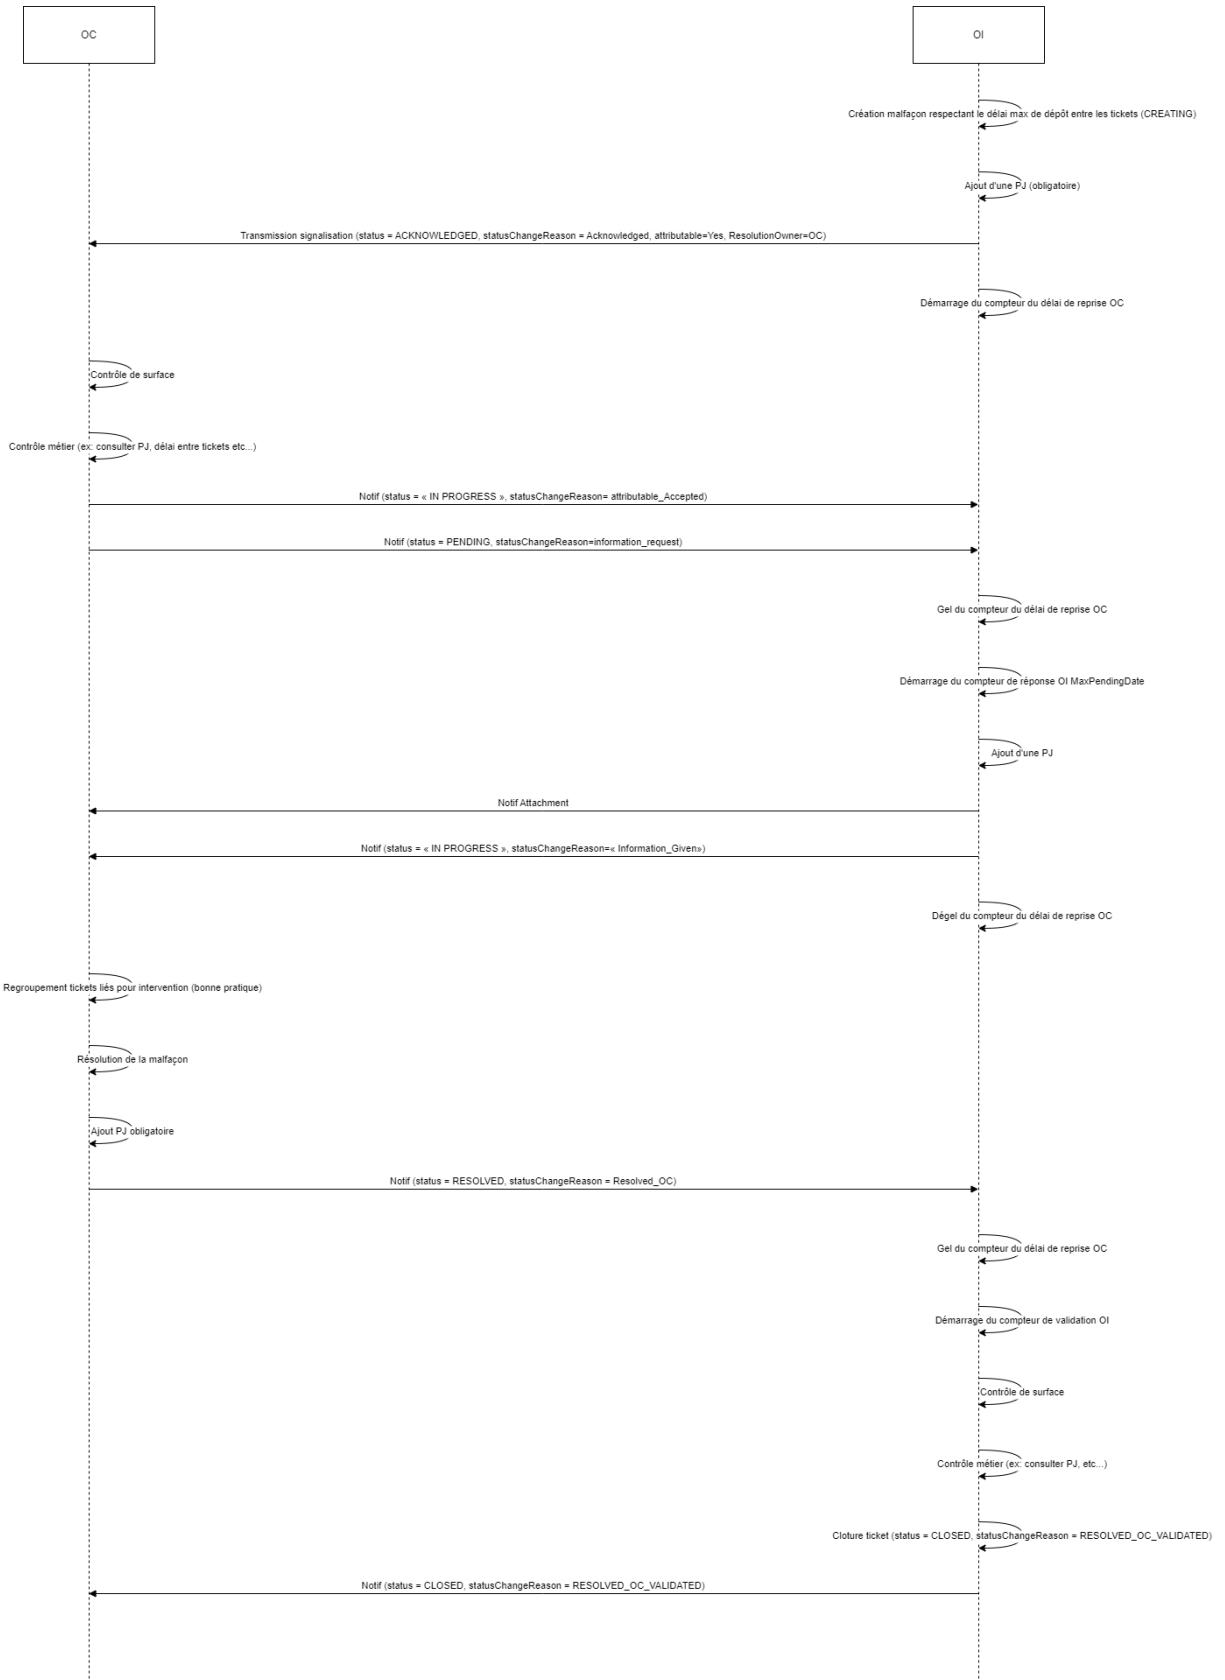 OC
OI
Création malfaçon respectant le délai max de dépôt entre les tickets (CREATING)
Ajout d'une PJ (obligatoire)
Transmission signalisation (status = ACKNOWLEDGED, statusChangeReason = Acknowledged, attributable=Yes, ResolutionOwner=OC)
Démarrage du compteur du délai de reprise OC
Contrôle de surface
Contrôle métier (ex: consulter PJ, délai entre tickets etc...)
Notif (status = « IN PROGRESS », statusChangeReason= attributable_Accepted)
Notif (status = PENDING, statusChangeReason=information_request)
Gel du compteur du délai de reprise OC
Démarrage du compteur de réponse OI MaxPendingDate
Ajout d'une PJ
Notif Attachment
Notif (status = « IN PROGRESS », statusChangeReason=« Information_Given»)
Dégel du compteur du délai de reprise OC
Regroupement tickets liés pour intervention (bonne pratique)
Résolution de la malfaçon
Ajout PJ obligatoire
Notif (status = RESOLVED, statusChangeReason = Resolved_OC)
Gel du compteur du délai de reprise OC
Démarrage du compteur de validation OI
Contrôle de surface
Contrôle métier (ex: consulter PJ, etc...)
Cloture ticket (status = CLOSED, statusChangeReason = RESOLVED_OC_VALIDATED)
Notif (status = CLOSED, statusChangeReason = RESOLVED_OC_VALIDATED)